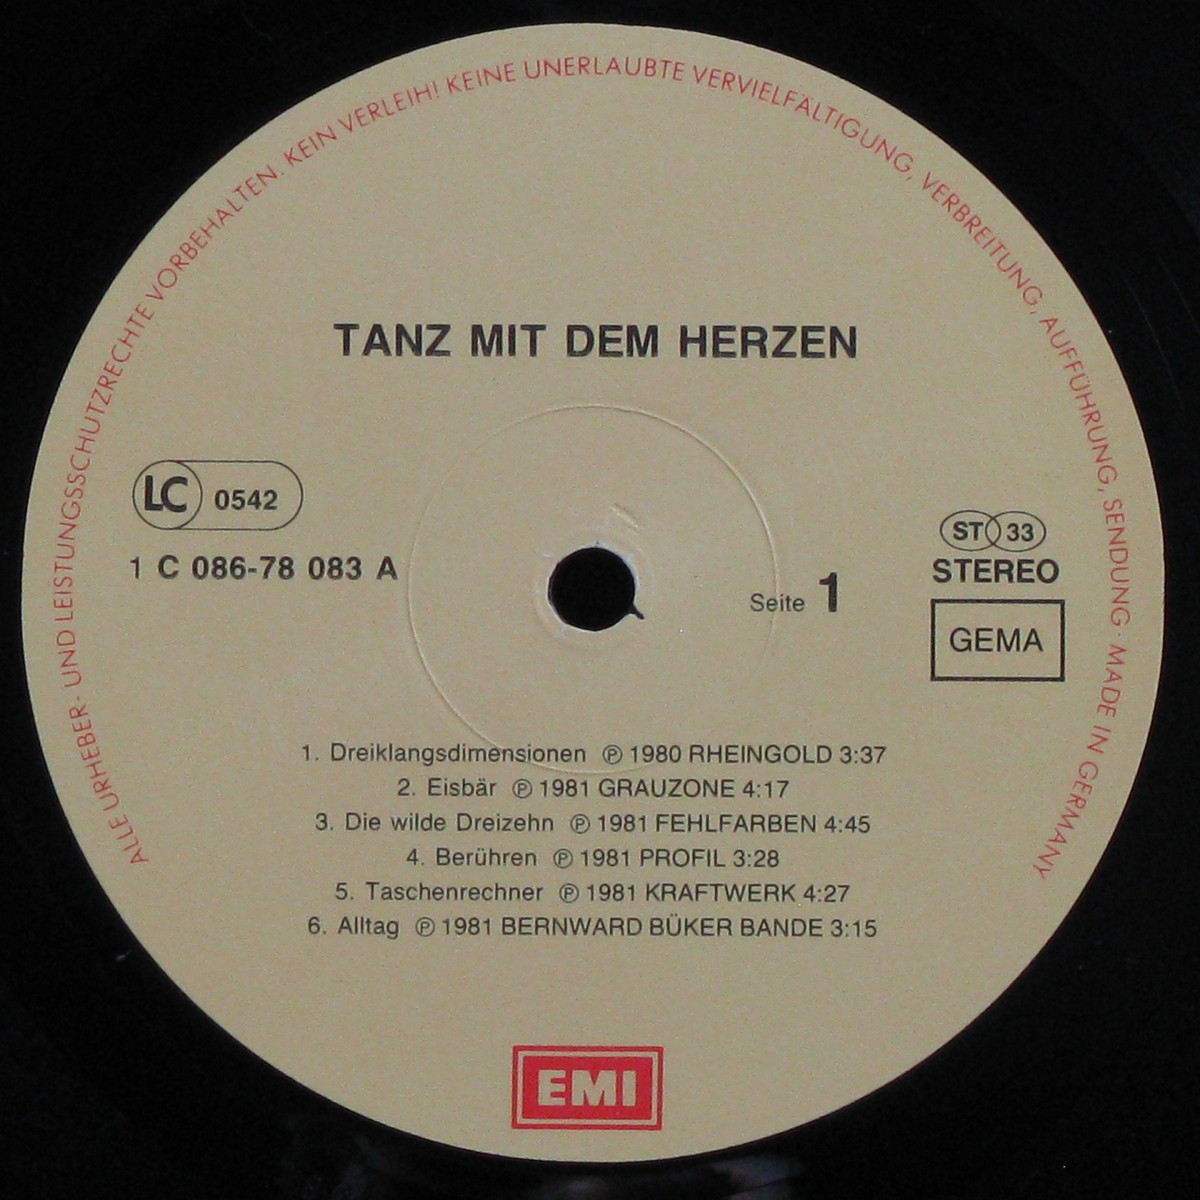 ALLE URHEBER- UND LEISTUNGSSCHUTZRECHTE VORBEHALTEN. KEIN VERLEIH! KEINE UNERLAUBTE VERVIELFÄLTIGUNG, VERBREITUNG, AUFFÜHRUNG, SENDUNG · MADE IN GERMANY
TANZ MIT DEM HERZEN
LC 0542
1 C 086-78 083 A
Seite 1
ST 33
STEREO
GEMA
1. Dreiklangsdimensionen ℗ 1980 RHEINGOLD 3:37
2. Eisbär ℗ 1981 GRAUZONE 4:17
3. Die wilde Dreizehn ℗ 1981 FEHLFARBEN 4:45
4. Berühren ℗ 1981 PROFIL 3:28
5. Taschenrechner ℗ 1981 KRAFTWERK 4:27
6. Alltag ℗ 1981 BERNWARD BÜKER BANDE 3:15
EMI